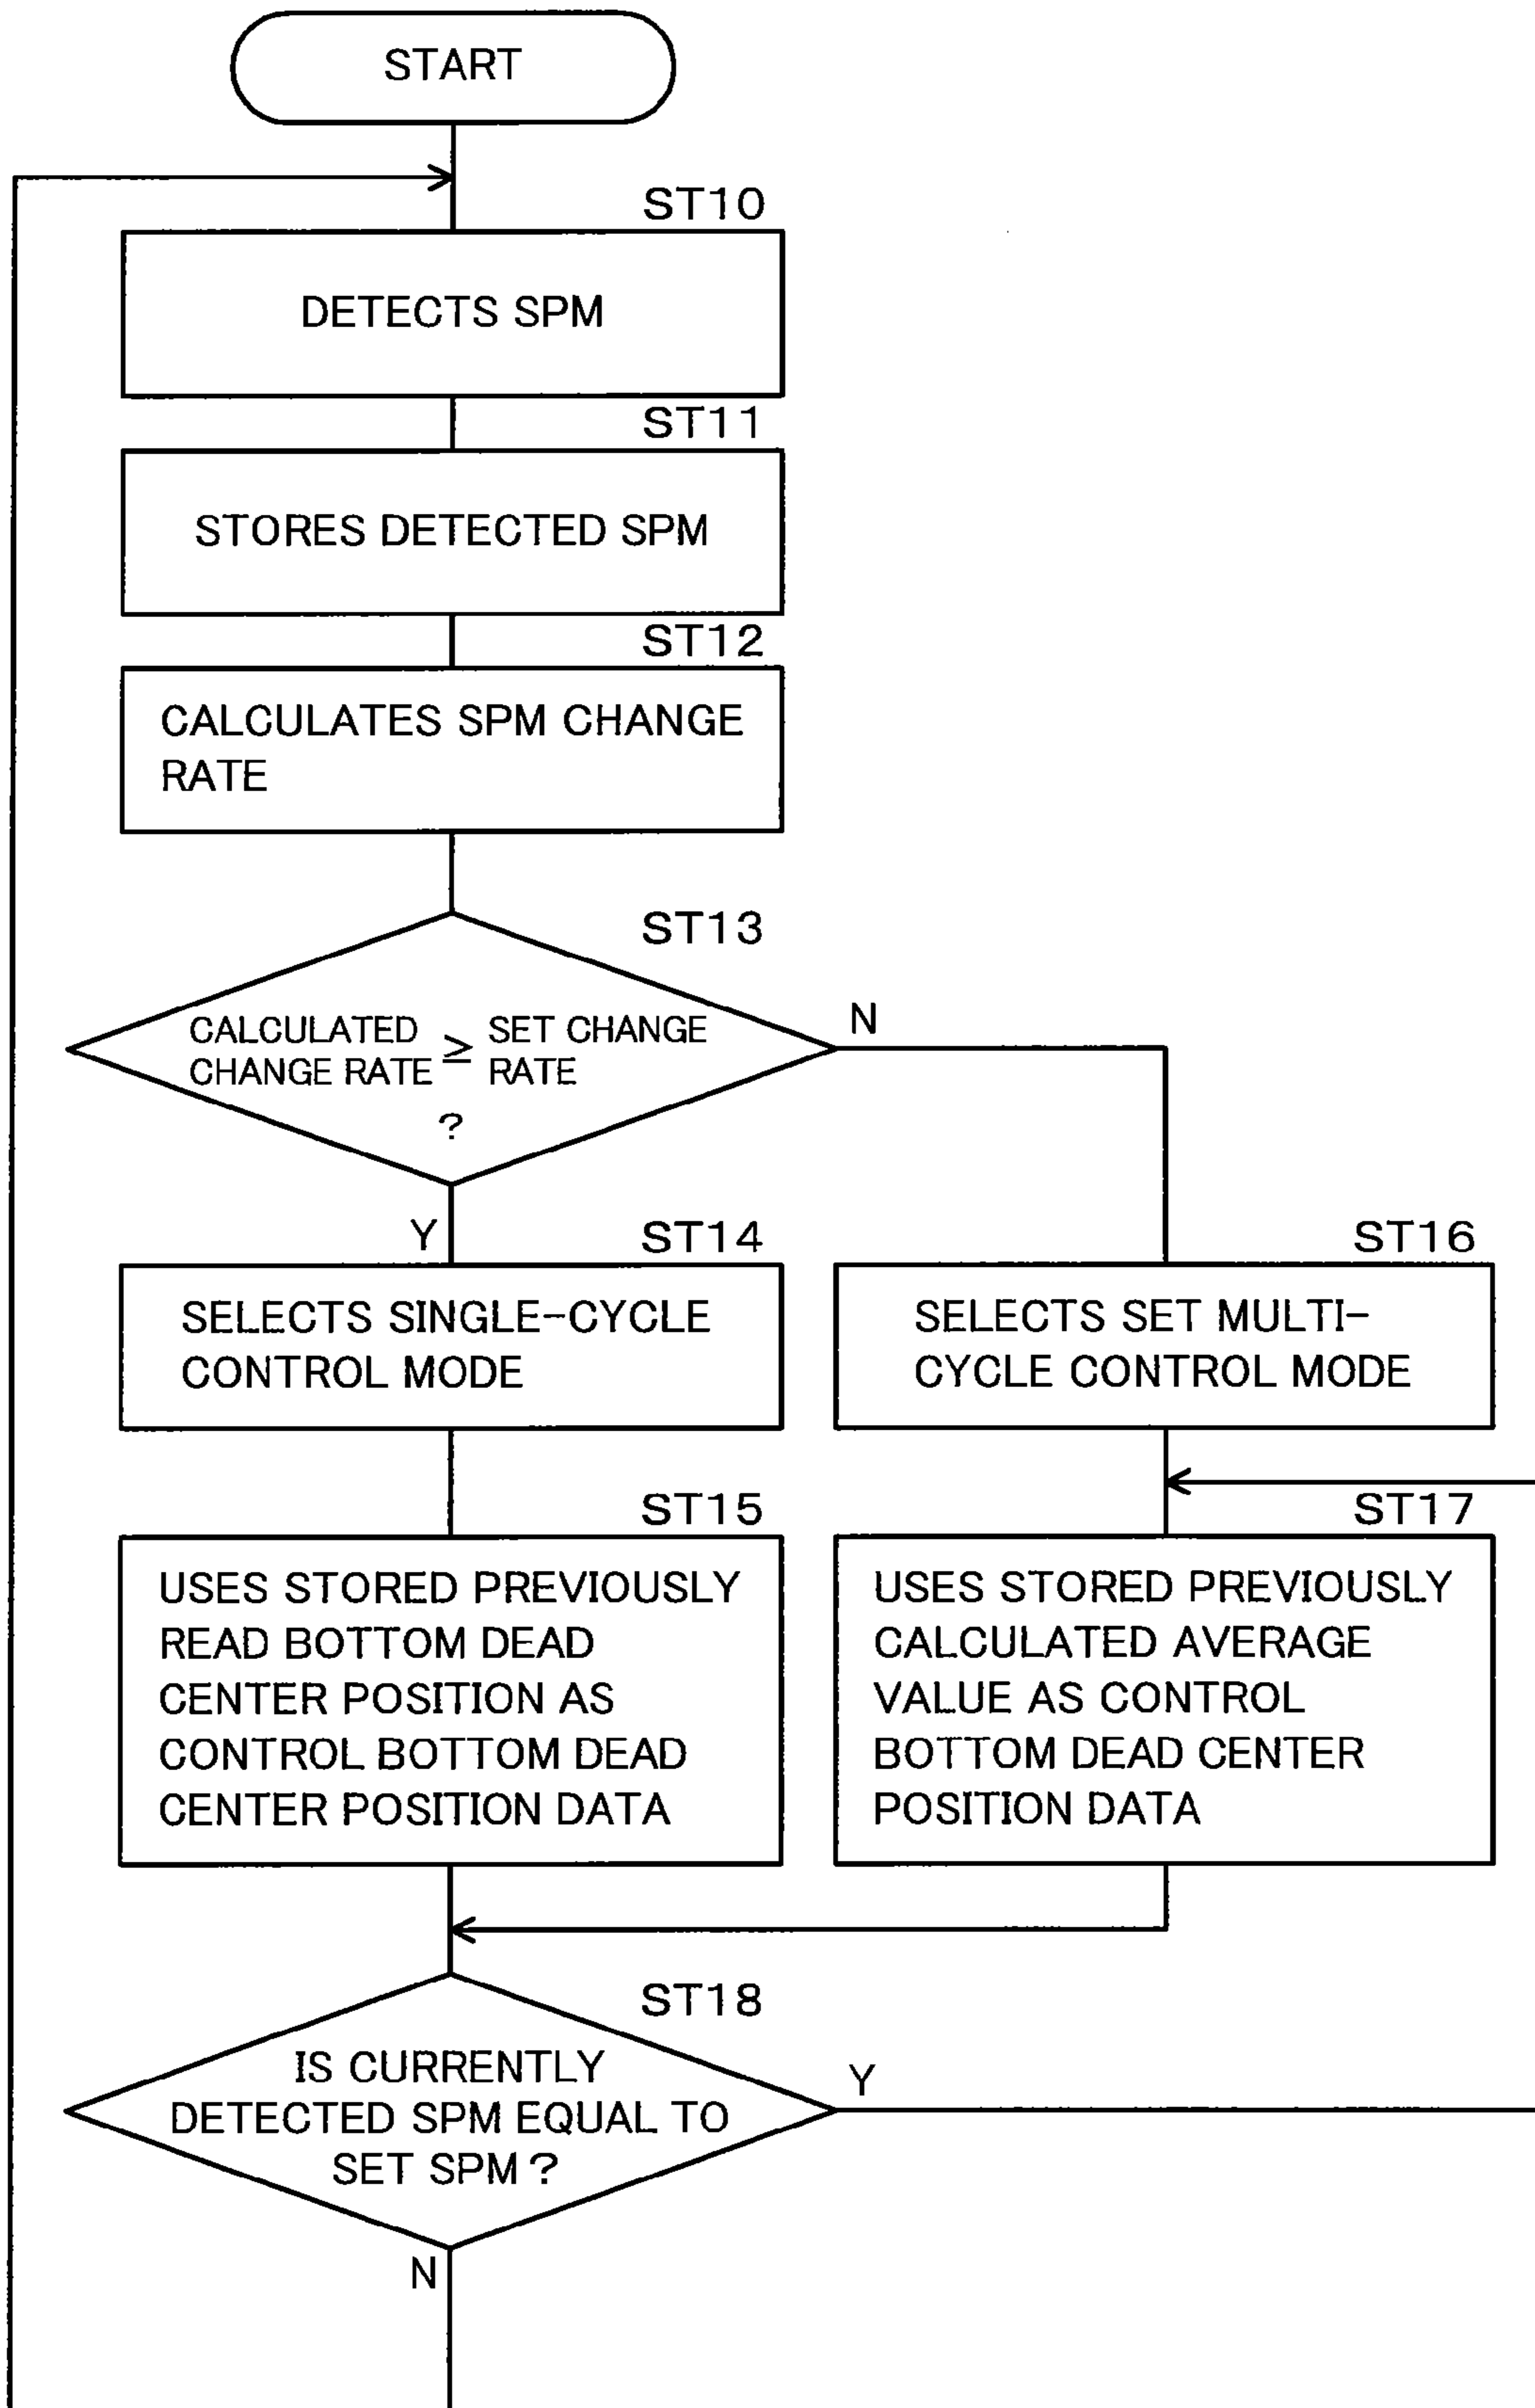 START
ST10
DETECTS SPM
ST11
STORES DETECTED SPM
ST12
CALCULATES SPM CHANGE
RATE
ST13
CALCULATED
CHANGE RATE
≥
SET CHANGE
RATE
?
N
Y
ST14
SELECTS SINGLE-CYCLE
CONTROL MODE
ST16
SELECTS SET MULTI-
CYCLE CONTROL MODE
ST15
USES STORED PREVIOUSLY
READ BOTTOM DEAD
CENTER POSITION AS
CONTROL BOTTOM DEAD
CENTER POSITION DATA
ST17
USES STORED PREVIOUSLY
CALCULATED AVERAGE
VALUE AS CONTROL
BOTTOM DEAD CENTER
POSITION DATA
ST18
IS CURRENTLY
DETECTED SPM EQUAL TO
SET SPM ?
Y
N